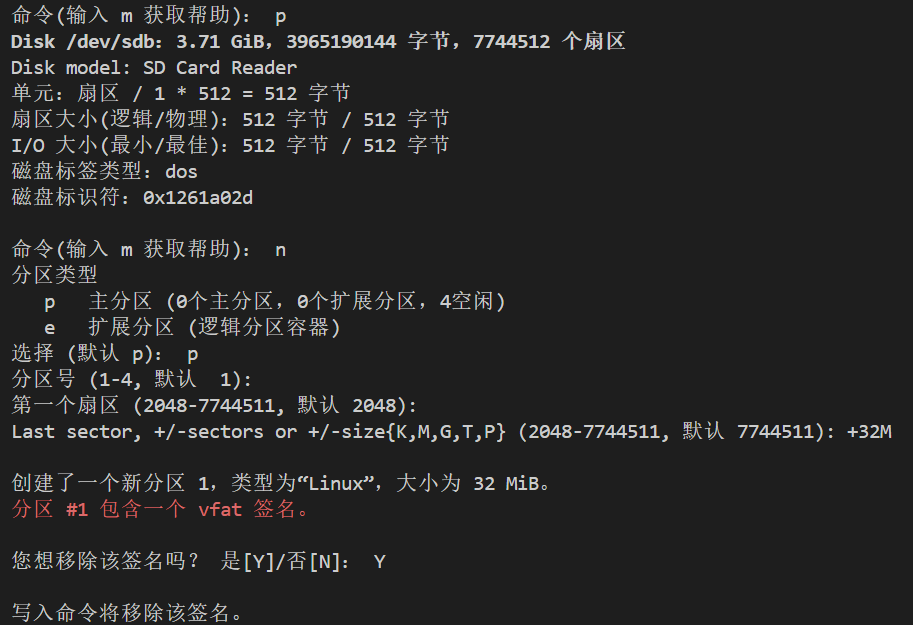 命令(输入 m 获取帮助)： p
Disk /dev/sdb：3.71 GiB，3965190144 字节，7744512 个扇区
Disk model: SD Card Reader
单元：扇区 / 1 * 512 = 512 字节
扇区大小(逻辑/物理)：512 字节 / 512 字节
I/O 大小(最小/最佳)：512 字节 / 512 字节
磁盘标签类型：dos
磁盘标识符：0x1261a02d
命令(输入 m 获取帮助)： n
分区类型
p 主分区 (0个主分区，0个扩展分区，4空闲)
e 扩展分区 (逻辑分区容器)
选择 (默认 p)： p
分区号 (1-4, 默认 1):
第一个扇区 (2048-7744511, 默认 2048):
Last sector, +/-sectors or +/-size{K,M,G,T,P} (2048-7744511, 默认 7744511): +32M
创建了一个新分区 1，类型为“Linux”，大小为 32 MiB。
分区 #1 包含一个 vfat 签名。
您想移除该签名吗？ 是[Y]/否[N]： Y
写入命令将移除该签名。